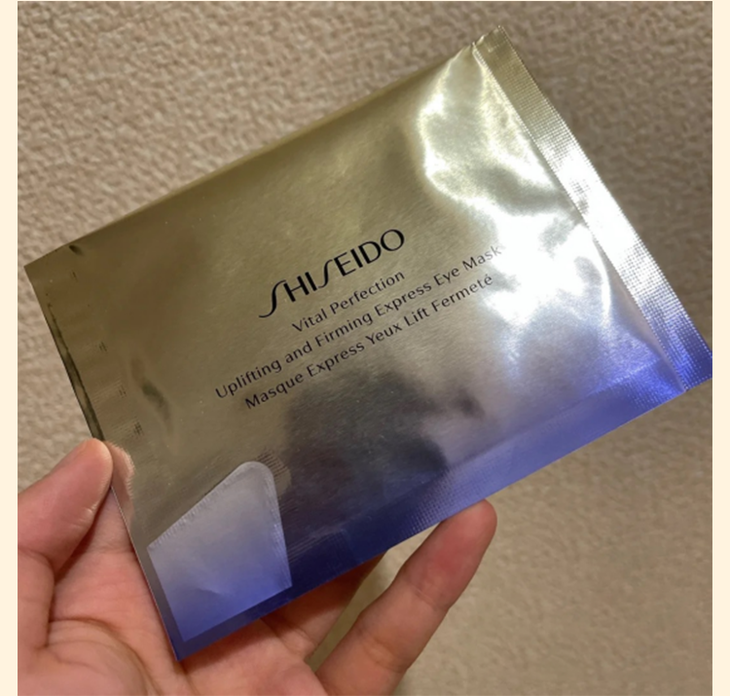 SHISEIDO
Vital Perfection
Uplifting and Firming Express Eye Mask
Masque Express Yeux Lift Fermeté